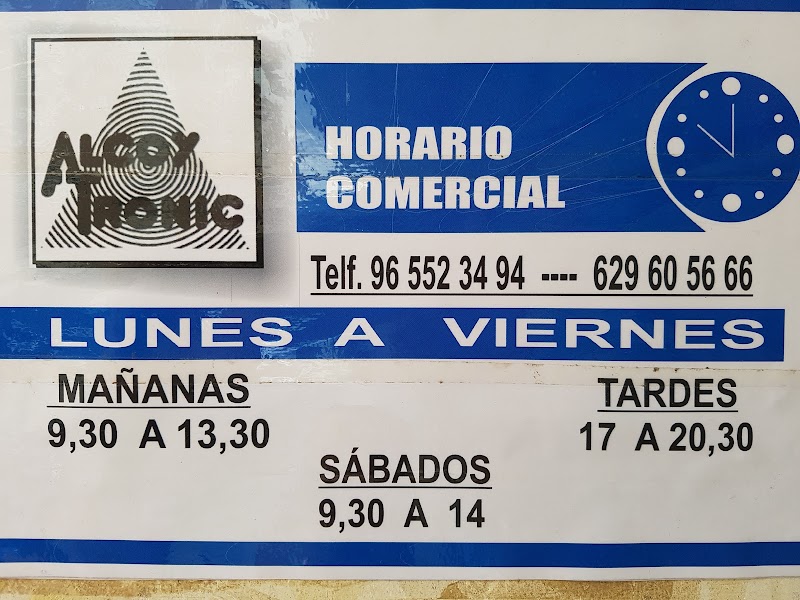 ALCOY
TRONIC
HORARIO
COMERCIAL
Telf. 96 552 34 94 ---- 629 60 56 66
LUNES A VIERNES
MAÑANAS
9,30 A 13,30
TARDES
17 A 20,30
SÁBADOS
9,30 A 14